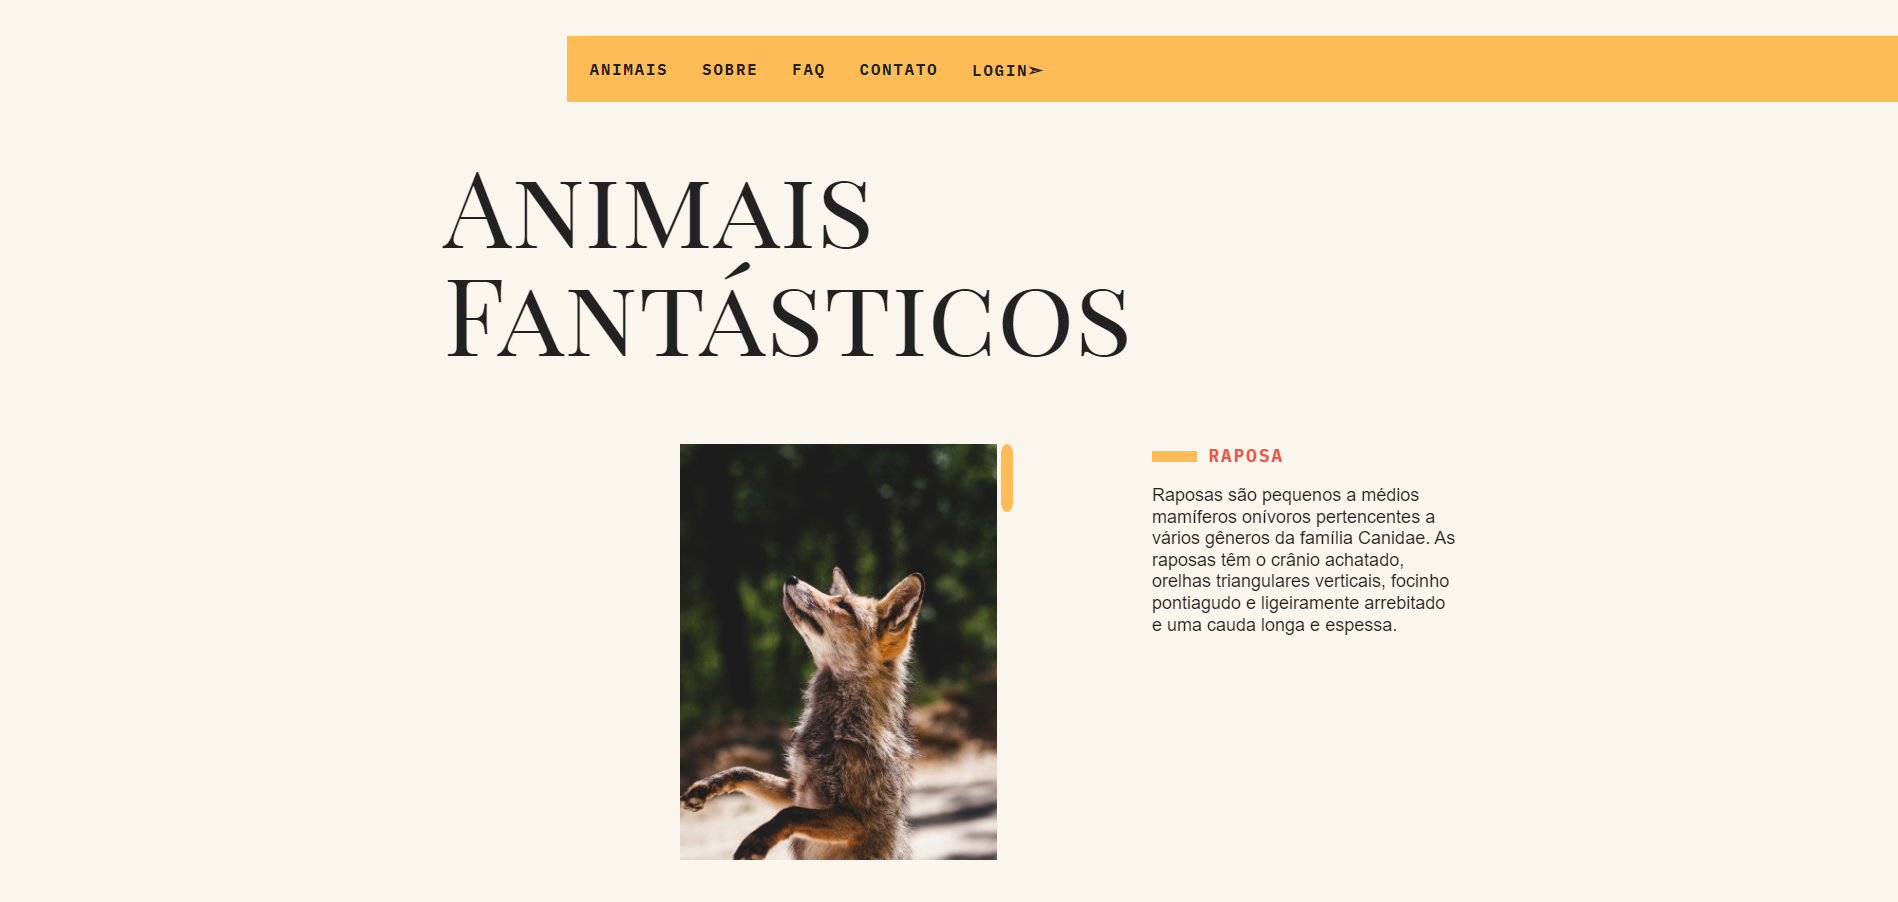 ANIMAIS SOBRE FAQ CONTATO LOGIN➣
ANIMAIS
FANTÁSTICOS
RAPOSA
Raposas são pequenos a médios
mamíferos onívoros pertencentes a
vários gêneros da família Canidae. As
raposas têm o crânio achatado,
orelhas triangulares verticais, focinho
pontiagudo e ligeiramente arrebitado
e uma cauda longa e espessa.